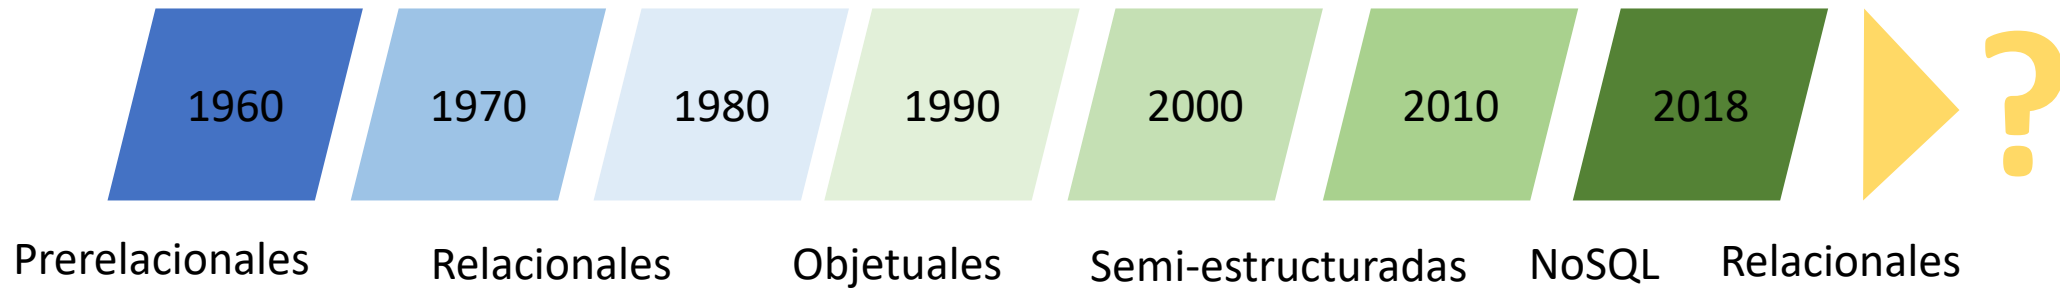 1960 1970 1980 1990 2000 2010 2018 ?
Prerelacionales Relacionales Objetuales Semi-estructuradas NoSQL Relacionales